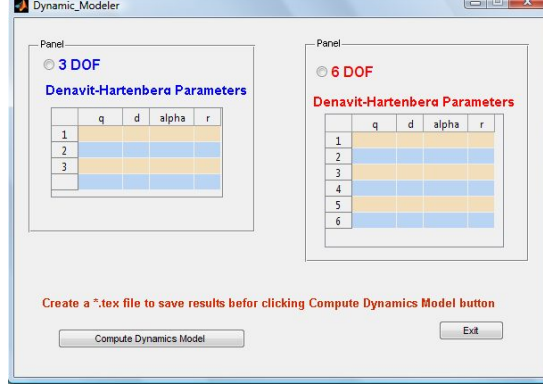 Dynamic_Modeler
Panel
3 DOF
Denavit-Hartenberg Parameters
q d alpha r
1
2
3
Panel
6 DOF
Denavit-Hartenberg Parameters
q d alpha r
1
2
3
4
5
6
Create a *.tex file to save results befor clicking Compute Dynamics Model button
Compute Dynamics Model
Exit